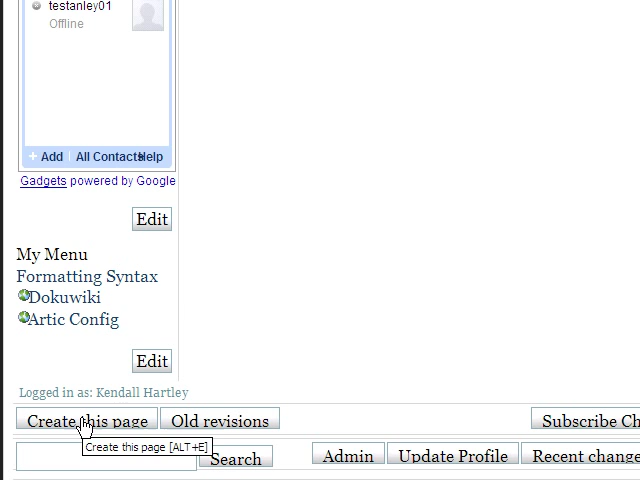 testanley01
Offline
+ Add All Contacts Help
Gadgets powered by Google
Edit
My Menu
Formatting Syntax
Dokuwiki
Artic Config
Edit
Logged in as: Kendall Hartley
Create this page Old revisions Subscribe Ch
Create this page [ALT+E]
Search Admin Update Profile Recent change